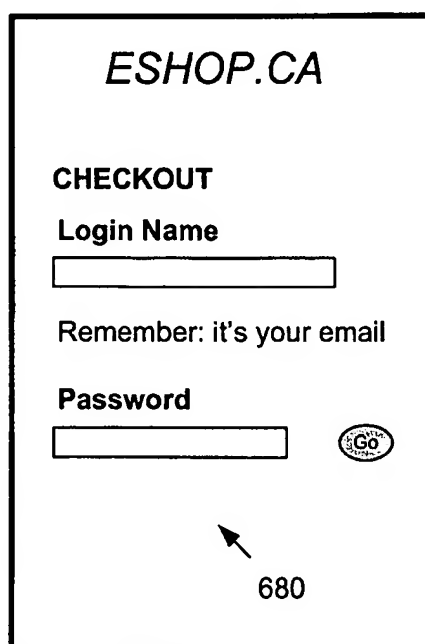 ESHOP.CA
CHECKOUT
Login Name
Remember: it's your email
Password
Go
680